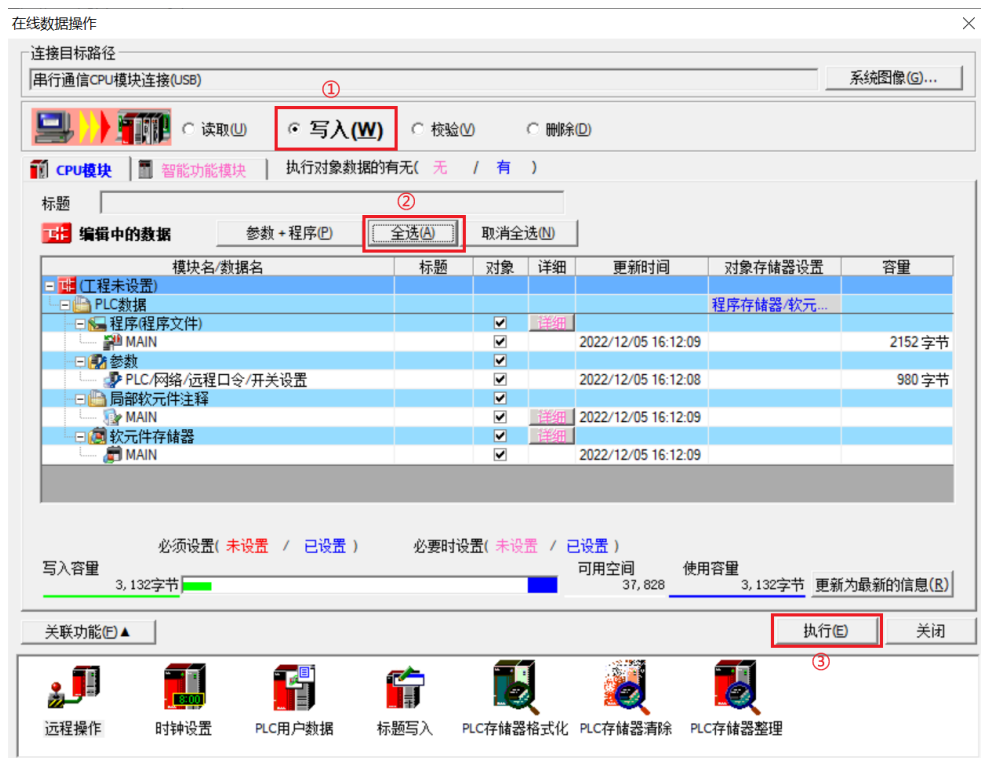 在线数据操作
连接目标路径
串行通信CPU模块连接(USB)
系统图像(G)...
①
读取(U)
写入(W)
校验(V)
删除(D)
CPU模块
智能功能模块
执行对象数据的有无( 无 / 有 )
标题
②
编辑中的数据
参数+程序(P)
全选(A)
取消全选(N)
模块名/数据名 标题 对象 详细 更新时间 对象存储器设置 容量
(工程未设置)
PLC数据 程序存储器/软元...
程序(程序文件) 详细
MAIN 2022/12/05 16:12:09 2152 字节
参数
PLC/网络/远程口令/开关设置 2022/12/05 16:12:08 980 字节
局部软元件注释
MAIN 详细 2022/12/05 16:12:09
软元件存储器 详细
MAIN 2022/12/05 16:12:09
必须设置( 未设置 / 已设置 ) 必要时设置( 未设置 / 已设置 )
写入容量
3,132字节
可用空间
37,828
使用容量
3,132字节
更新为最新的信息(R)
关联功能(F)▲
执行(E)
关闭
③
远程操作
时钟设置
PLC用户数据
标题写入
PLC存储器格式化
PLC存储器清除
PLC存储器整理